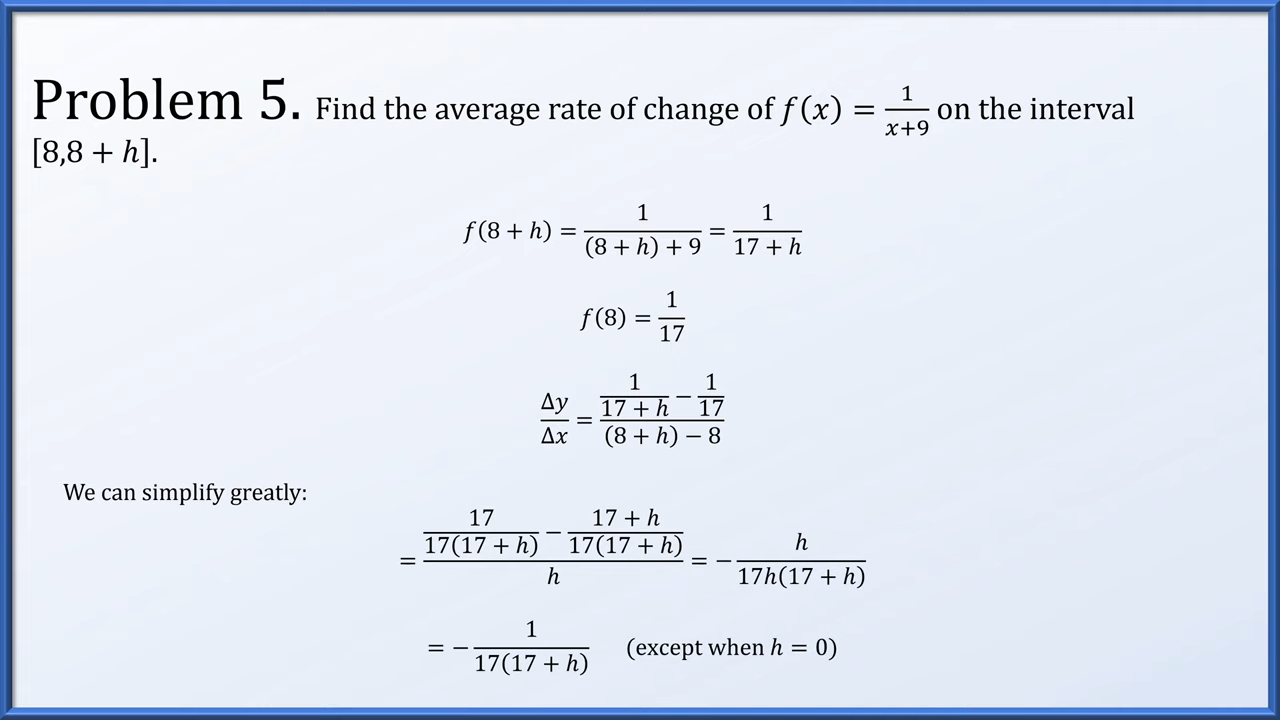 Problem 5. Find the average rate of change of f(x) = 1/(x+9) on the interval
[8,8 + h].
f(8 + h) = 1/((8 + h) + 9) = 1/(17 + h)
f(8) = 1/17
Δy/Δx = (1/(17 + h) − 1/17)/((8 + h) − 8)
We can simplify greatly:
= (17/(17(17 + h)) − (17 + h)/(17(17 + h)))/h = − h/(17h(17 + h))
= − 1/(17(17 + h)) (except when h = 0)